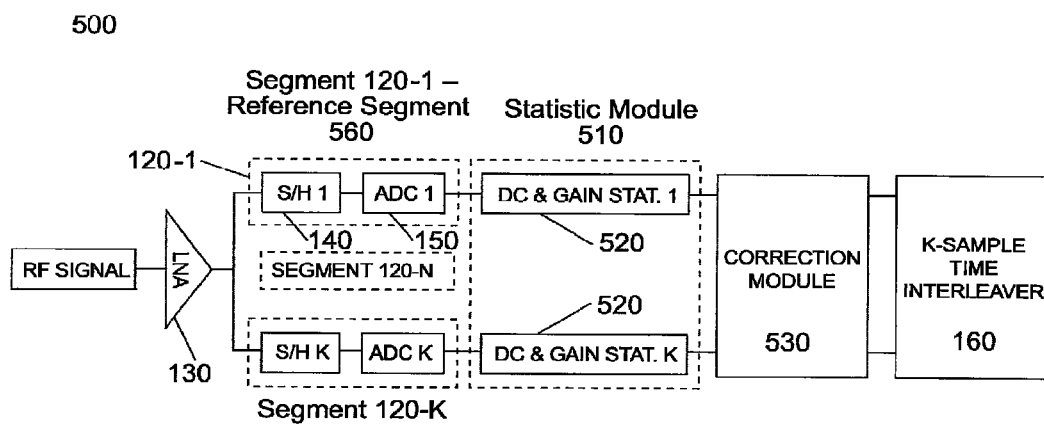 500
Segment 120-1 –
Reference Segment
560
Statistic Module
510
120-1
S/H 1
ADC 1
DC & GAIN STAT. 1
140
150
520
RF SIGNAL
LNA
SEGMENT 120-N
CORRECTION
MODULE
K-SAMPLE
TIME
INTERLEAVER
520
130
S/H K
ADC K
DC & GAIN STAT. K
530
160
Segment 120-K